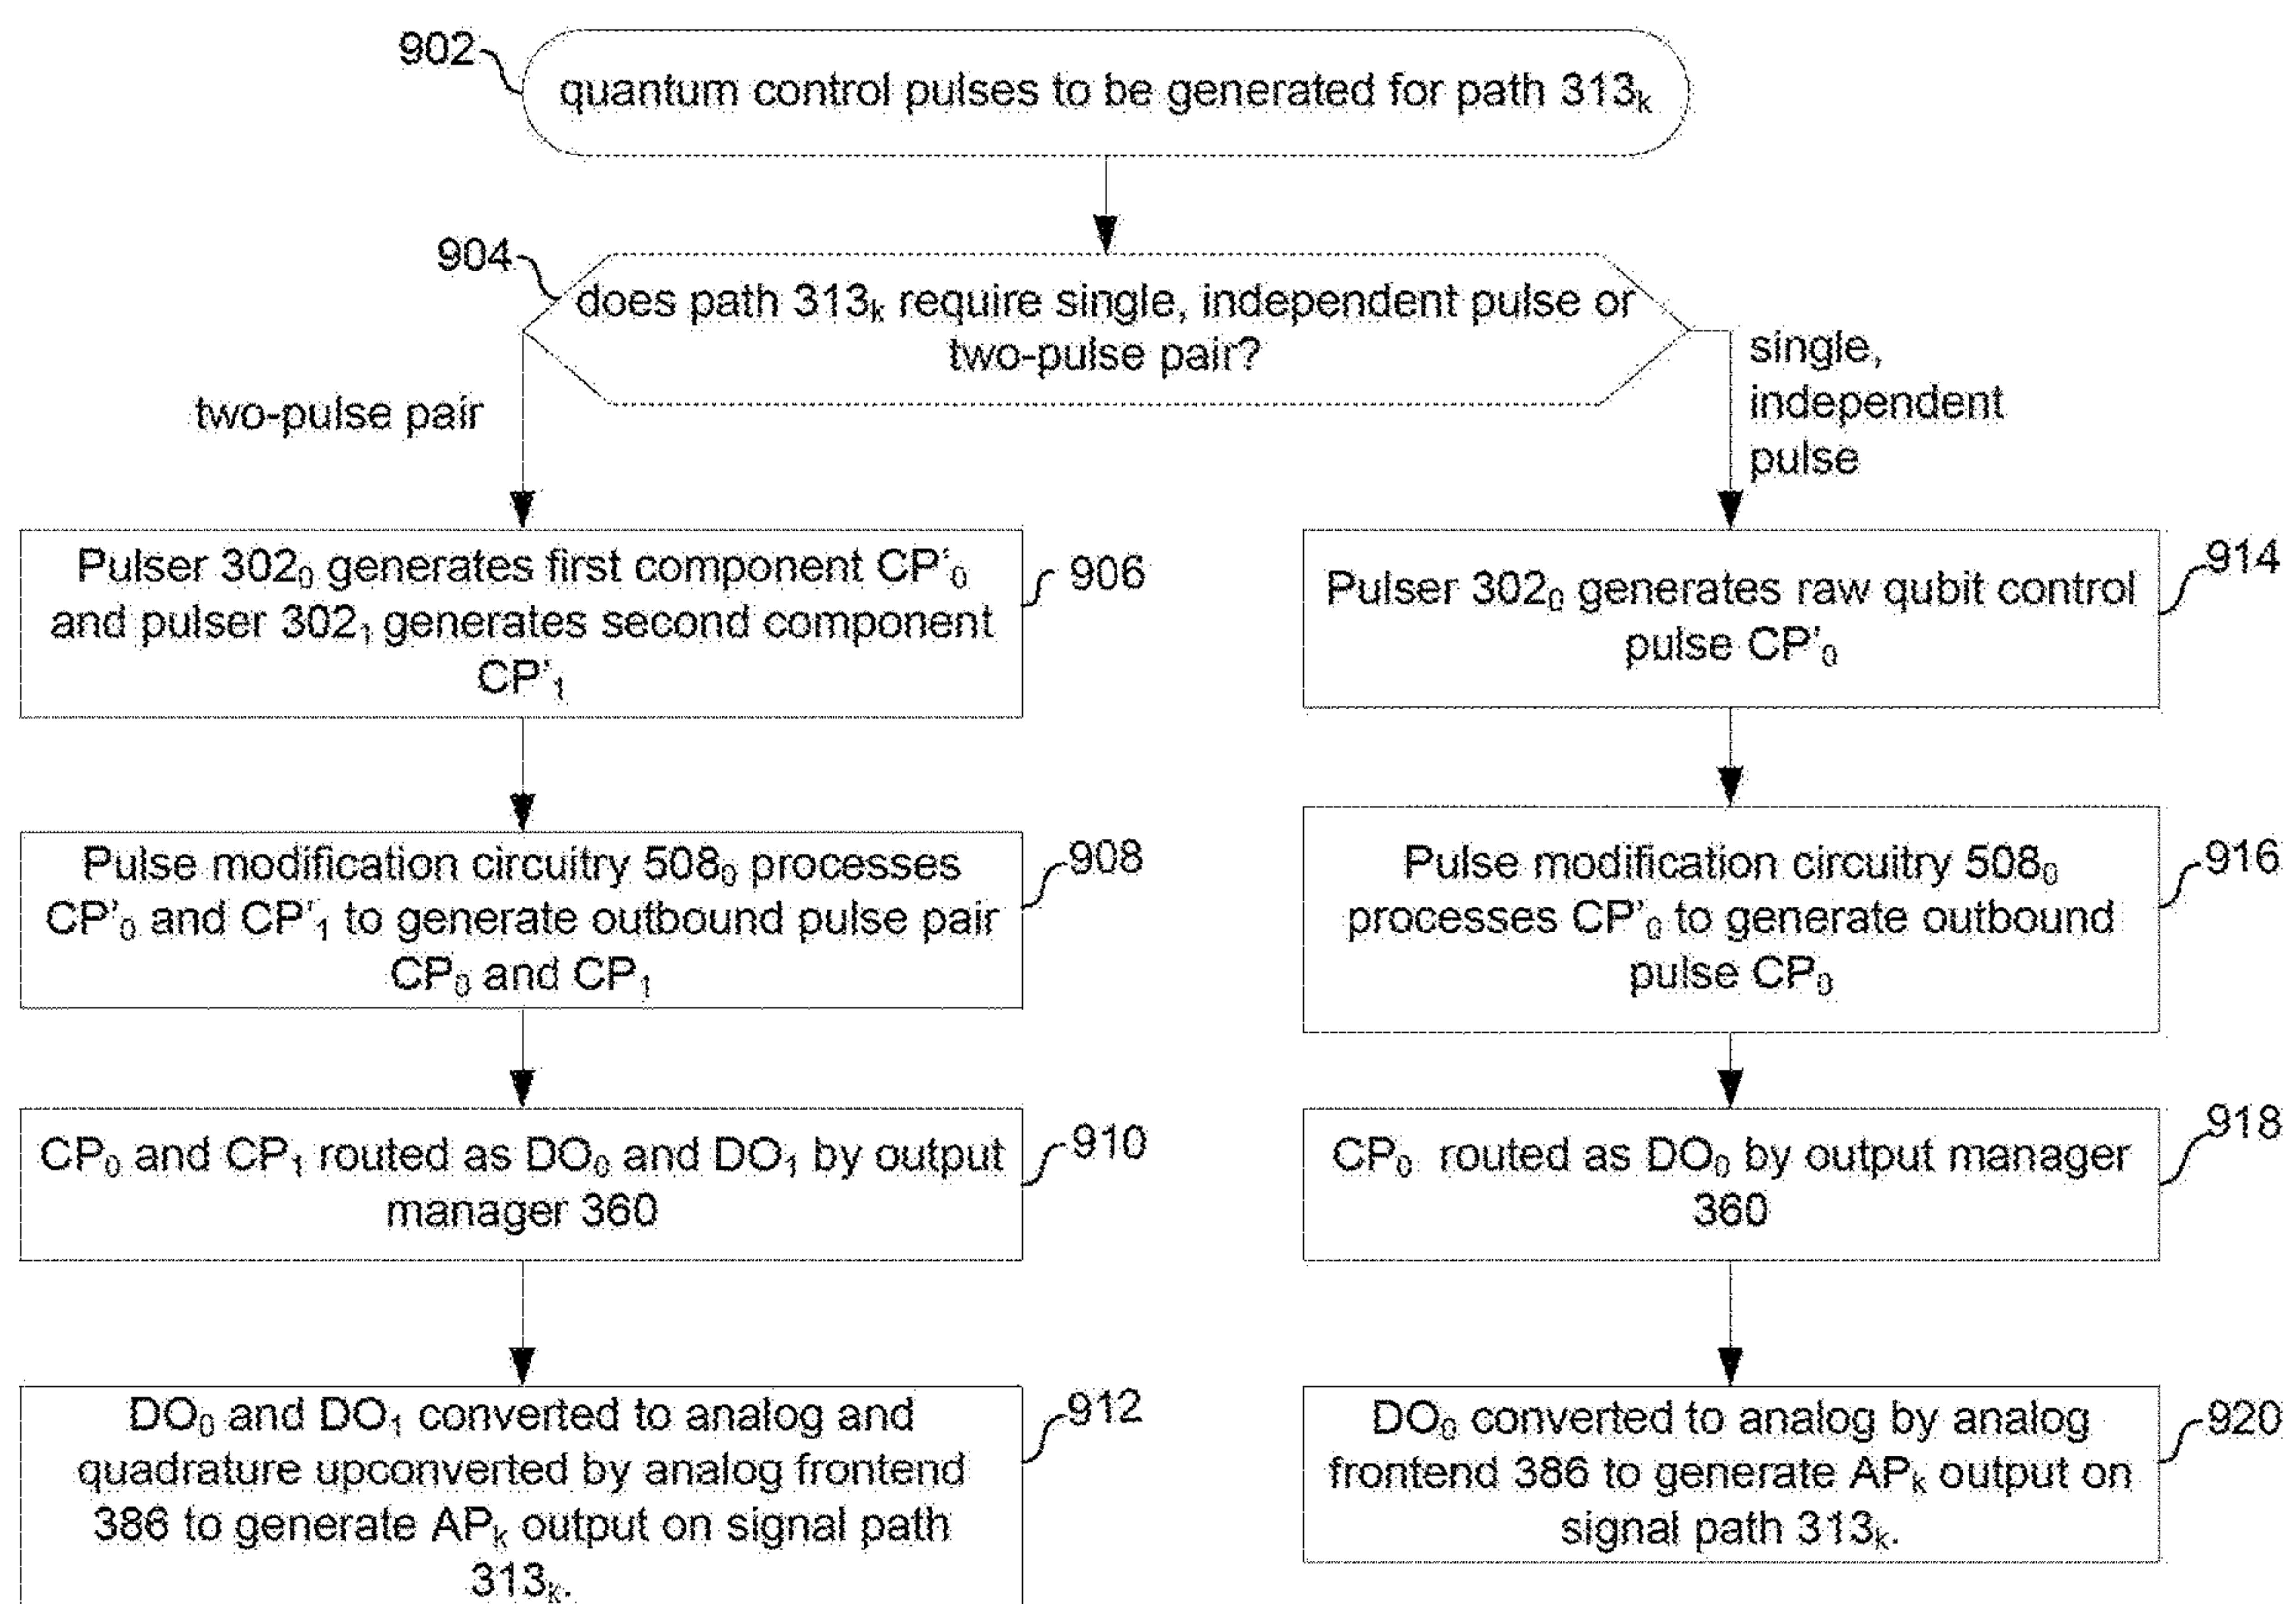 902
quantum control pulses to be generated for path 313ₖ
904
does path 313ₖ require single, independent pulse or
two-pulse pair?
two-pulse pair
single,
independent
pulse
Pulser 302₀ generates first component CP'₀
and pulser 302₁ generates second component
CP'₁
906
Pulse modification circuitry 508₀ processes
CP'₀ and CP'₁ to generate outbound pulse pair
CP₀ and CP₁
908
CP₀ and CP₁ routed as DO₀ and DO₁ by output
manager 360
910
DO₀ and DO₁ converted to analog and
quadrature upconverted by analog frontend
386 to generate APₖ output on signal path
313ₖ.
912
Pulser 302₀ generates raw qubit control
pulse CP'₀
914
Pulse modification circuitry 508₀
processes CP'₀ to generate outbound
pulse CP₀
916
CP₀ routed as DO₀ by output manager
360
918
DO₀ converted to analog by analog
frontend 386 to generate APₖ output on
signal path 313ₖ.
920